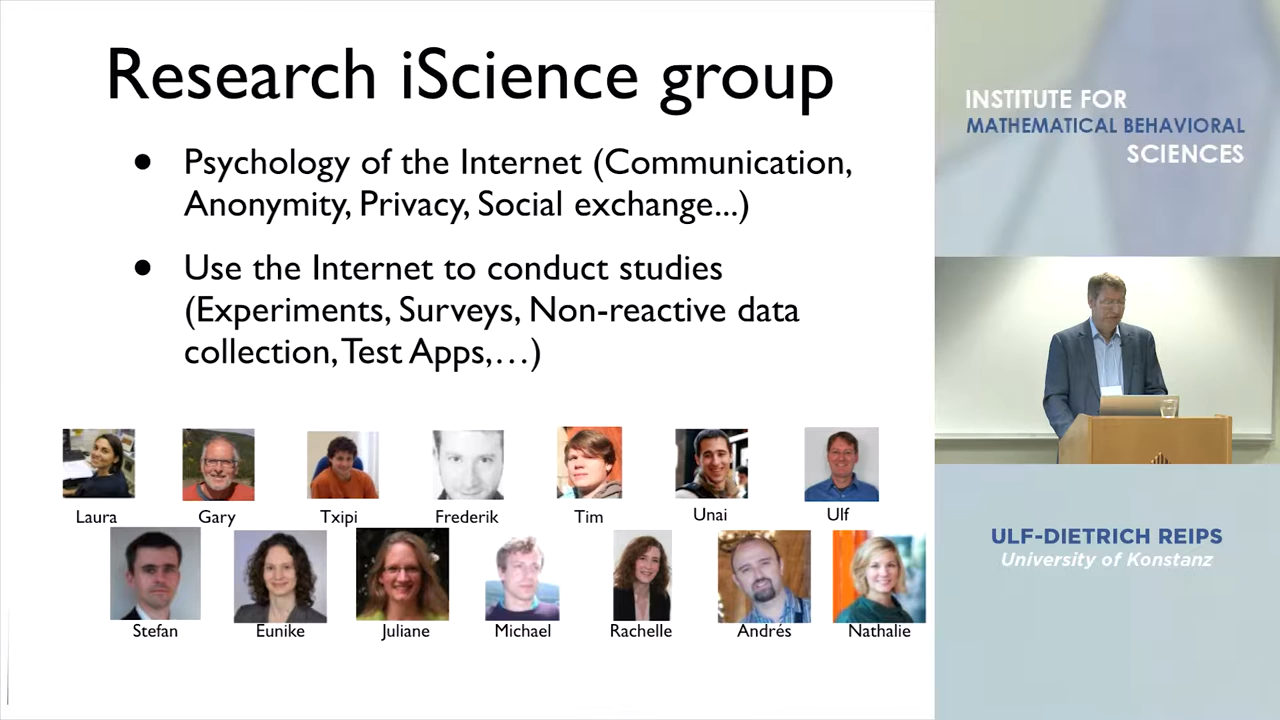 Research iScience group
• Psychology of the Internet (Communication,
Anonymity, Privacy, Social exchange...)
• Use the Internet to conduct studies
(Experiments, Surveys, Non-reactive data
collection, Test Apps,…)
Laura
Gary
Txipi
Frederik
Tim
Unai
Ulf
Stefan
Eunike
Juliane
Michael
Rachelle
Andrés
Nathalie
INSTITUTE FOR
MATHEMATICAL BEHAVIORAL
SCIENCES
ULF-DIETRICH REIPS
University of Konstanz